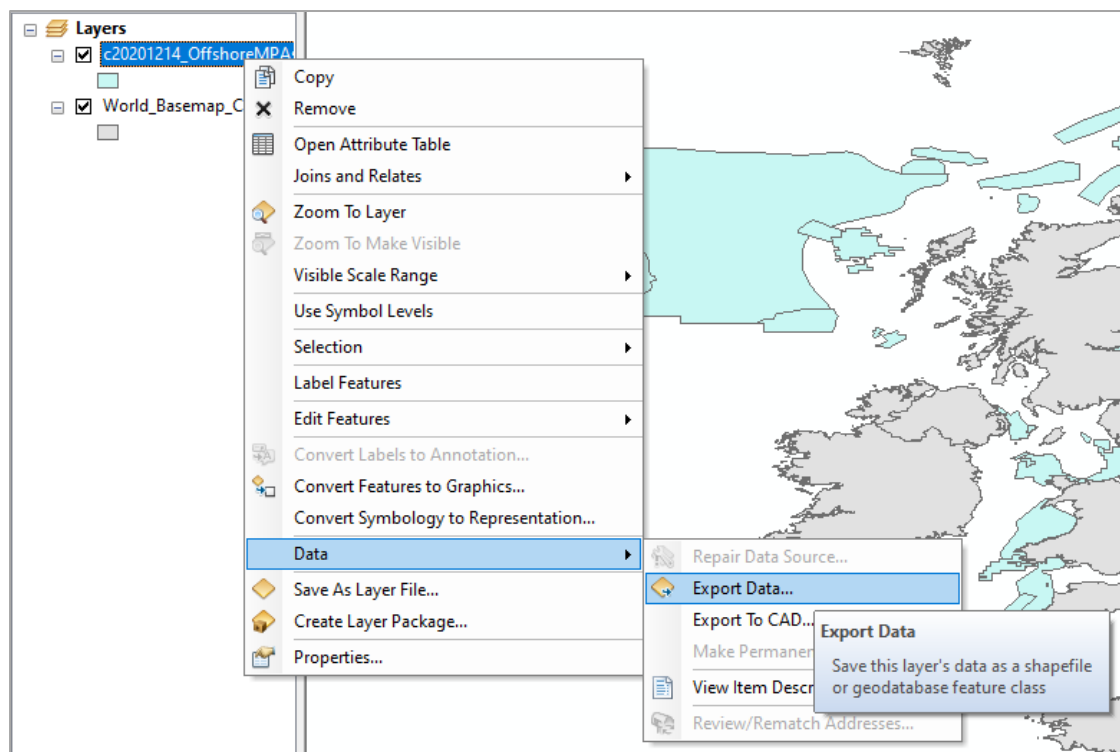 Layers
c20201214_OffshoreMPAs
World_Basemap_C
Copy
Remove
Open Attribute Table
Joins and Relates
Zoom To Layer
Zoom To Make Visible
Visible Scale Range
Use Symbol Levels
Selection
Label Features
Edit Features
Convert Labels to Annotation...
Convert Features to Graphics...
Convert Symbology to Representation...
Data
Save As Layer File...
Create Layer Package...
Properties...
Repair Data Source...
Export Data...
Export To CAD...
Make Permanen
View Item Descr
Review/Rematch Addresses...
Export Data
Save this layer's data as a shapefile
or geodatabase feature class